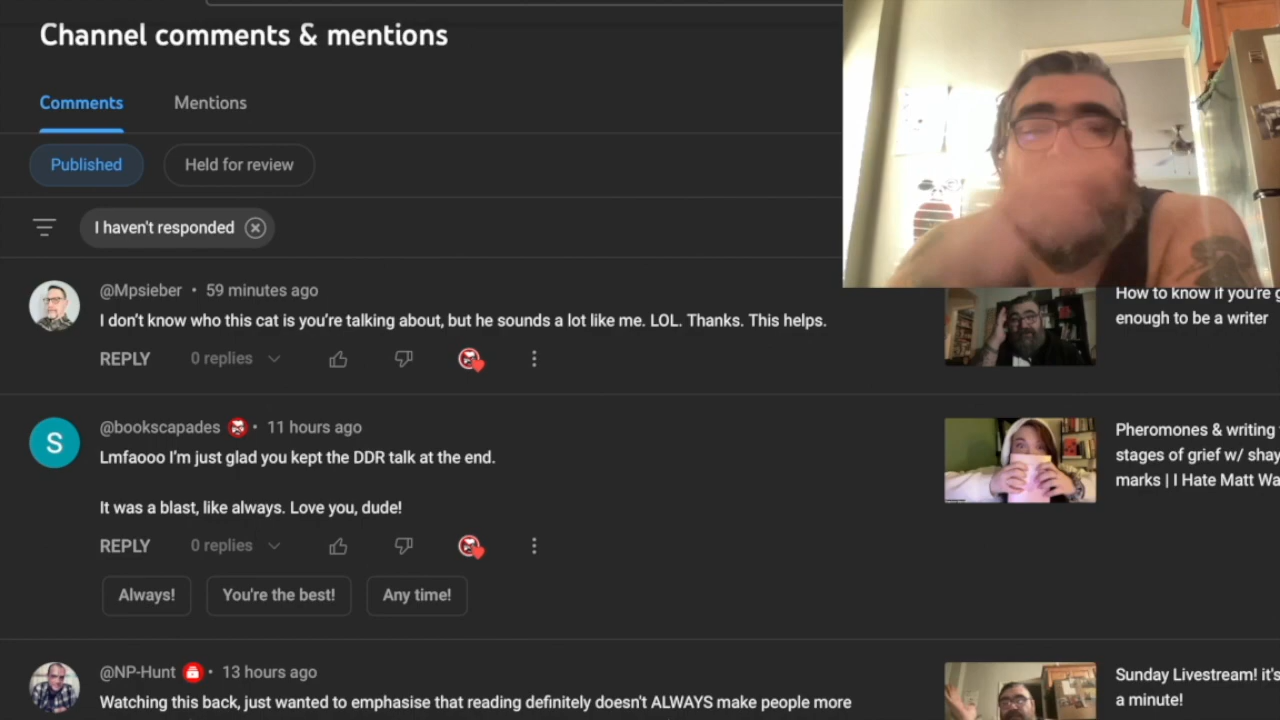 Channel comments & mentions
Comments
Mentions
Published
Held for review
I haven't responded
@Mpsieber • 59 minutes ago
I don’t know who this cat is you’re talking about, but he sounds a lot like me. LOL. Thanks. This helps.
REPLY
0 replies
How to know if you're g
enough to be a writer
@bookscapades • 11 hours ago
Lmfaooo I’m just glad you kept the DDR talk at the end.
It was a blast, like always. Love you, dude!
REPLY
0 replies
Always!
You're the best!
Any time!
S
Pheromones & writing
stages of grief w/ shay
marks | I Hate Matt Wa
@NP-Hunt • 13 hours ago
Watching this back, just wanted to emphasise that reading definitely doesn't ALWAYS make people more
Sunday Livestream! it's
a minute!